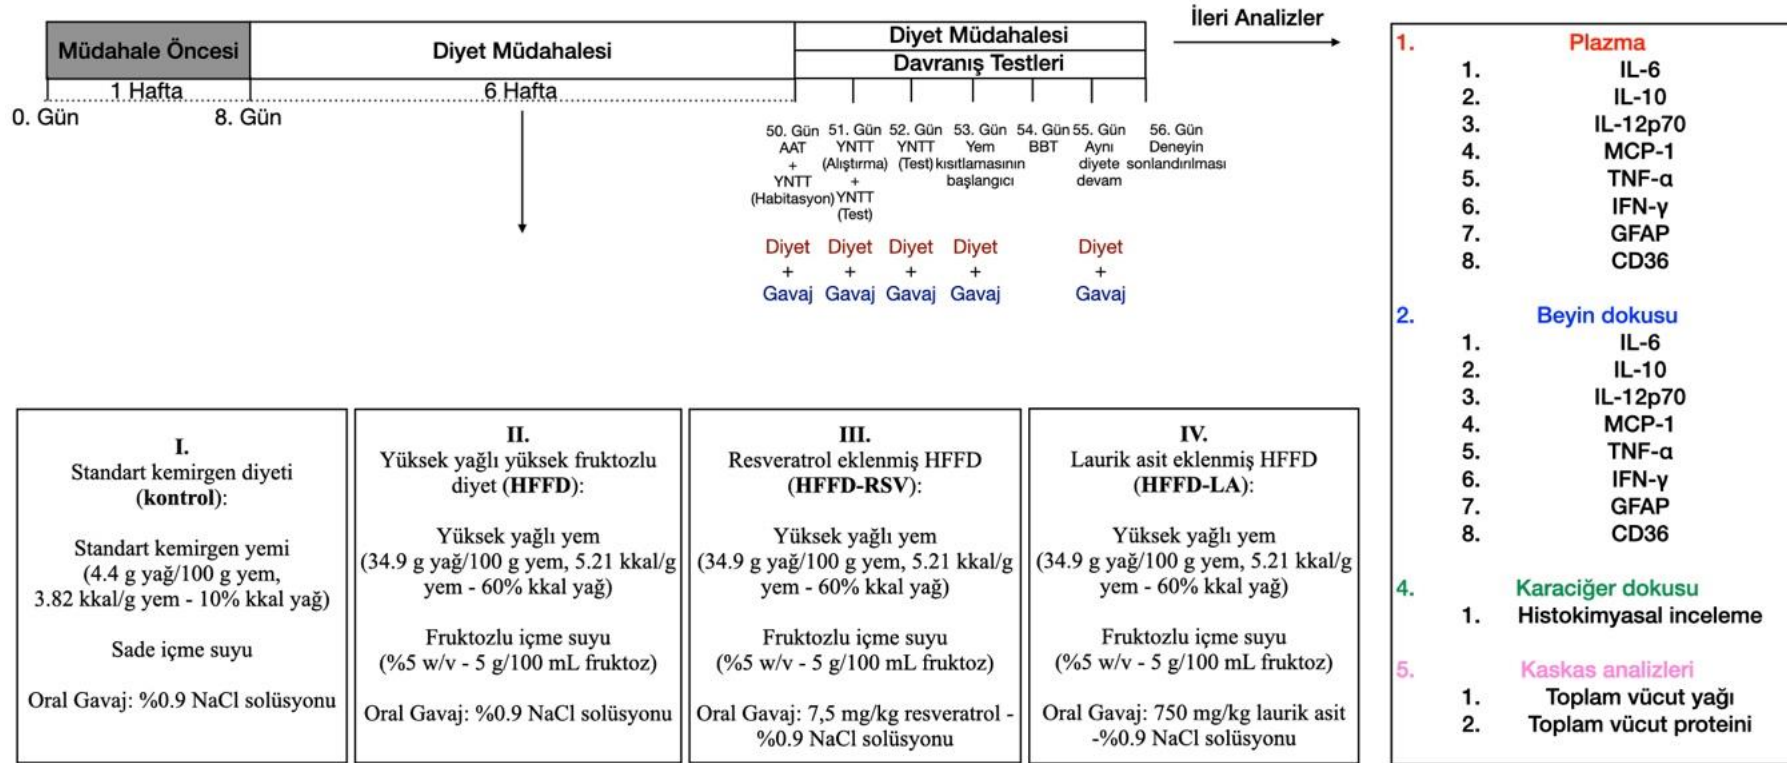 Müdahale Öncesi
Diyet Müdahalesi
Diyet Müdahalesi
Davranış Testleri
İleri Analizler
1 Hafta
6 Hafta
0. Gün
8. Gün
50. Gün
AAT
+
YNTT
(Habitasyon)
51. Gün
YNTT
(Alıştırma)
+
YNTT
(Test)
52. Gün
YNTT
(Test)
53. Gün
Yem
kısıtlamasının
başlangıcı
54. Gün
BBT
55. Gün
Aynı
diyete
devam
56. Gün
Deneyin
sonlandırılması
Diyet Diyet Diyet Diyet Diyet
+ + + + +
Gavaj Gavaj Gavaj Gavaj Gavaj
I.
Standart kemirgen diyeti
(kontrol):
Standart kemirgen yemi
(4.4 g yağ/100 g yem,
3.82 kkal/g yem - 10% kkal yağ)
Sade içme suyu
Oral Gavaj: %0.9 NaCl solüsyonu
II.
Yüksek yağlı yüksek fruktozlu
diyet (HFFD):
Yüksek yağlı yem
(34.9 g yağ/100 g yem, 5.21 kkal/g
yem - 60% kkal yağ)
Fruktozlu içme suyu
(%5 w/v - 5 g/100 mL fruktoz)
Oral Gavaj: %0.9 NaCl solüsyonu
III.
Resveratrol eklenmiş HFFD
(HFFD-RSV):
Yüksek yağlı yem
(34.9 g yağ/100 g yem, 5.21 kkal/g
yem - 60% kkal yağ)
Fruktozlu içme suyu
(%5 w/v - 5 g/100 mL fruktoz)
Oral Gavaj: 7,5 mg/kg resveratrol -
%0.9 NaCl solüsyonu
IV.
Laurik asit eklenmiş HFFD
(HFFD-LA):
Yüksek yağlı yem
(34.9 g yağ/100 g yem, 5.21 kkal/g
yem - 60% kkal yağ)
Fruktozlu içme suyu
(%5 w/v - 5 g/100 mL fruktoz)
Oral Gavaj: 750 mg/kg laurik asit
-%0.9 NaCl solüsyonu
1. Plazma
1. IL-6
2. IL-10
3. IL-12p70
4. MCP-1
5. TNF-α
6. IFN-γ
7. GFAP
8. CD36
2. Beyin dokusu
1. IL-6
2. IL-10
3. IL-12p70
4. MCP-1
5. TNF-α
6. IFN-γ
7. GFAP
8. CD36
4. Karaciğer dokusu
1. Histokimyasal inceleme
5. Kaskas analizleri
1. Toplam vücut yağı
2. Toplam vücut proteini